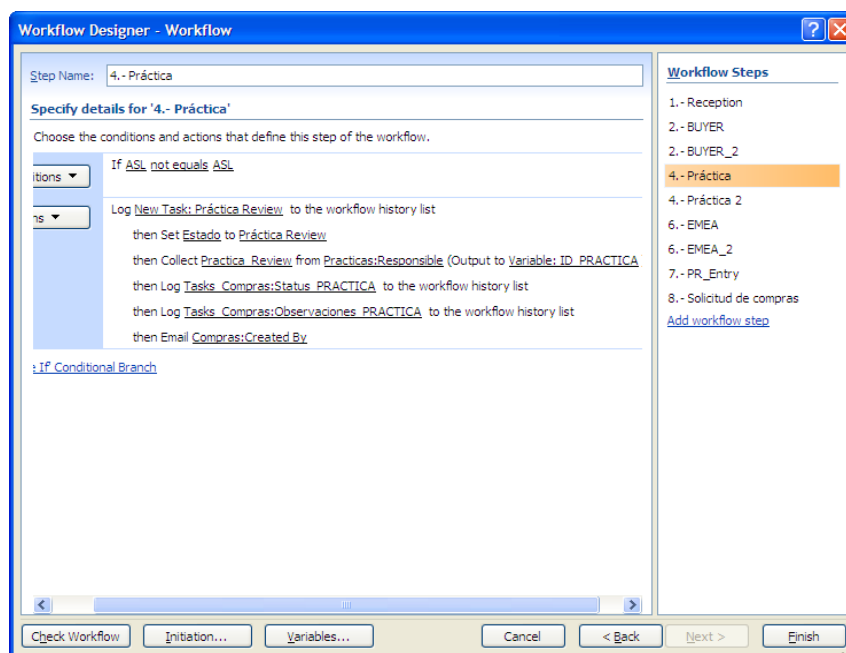 Workflow Designer - Workflow
Step Name: 4.- Práctica
Specify details for '4.- Práctica'
Choose the conditions and actions that define this step of the workflow.
itions
If ASL not equals ASL
ns
Log New Task: Práctica Review to the workflow history list
then Set Estado to Práctica Review
then Collect Practica_Review from Practicas:Responsible (Output to Variable: ID_PRACTICA
then Log Tasks_Compras:Status_PRACTICA to the workflow history list
then Log Tasks_Compras:Observaciones_PRACTICA to the workflow history list
then Email Compras:Created By
e If' Conditional Branch
Workflow Steps
1.- Reception
2.- BUYER
2.- BUYER_2
4.- Práctica
4.- Práctica 2
6.- EMEA
6.- EMEA_2
7.- PR_Entry
8.- Solicitud de compras
Add workflow step
Check Workflow Initiation... Variables... Cancel < Back Next > Finish